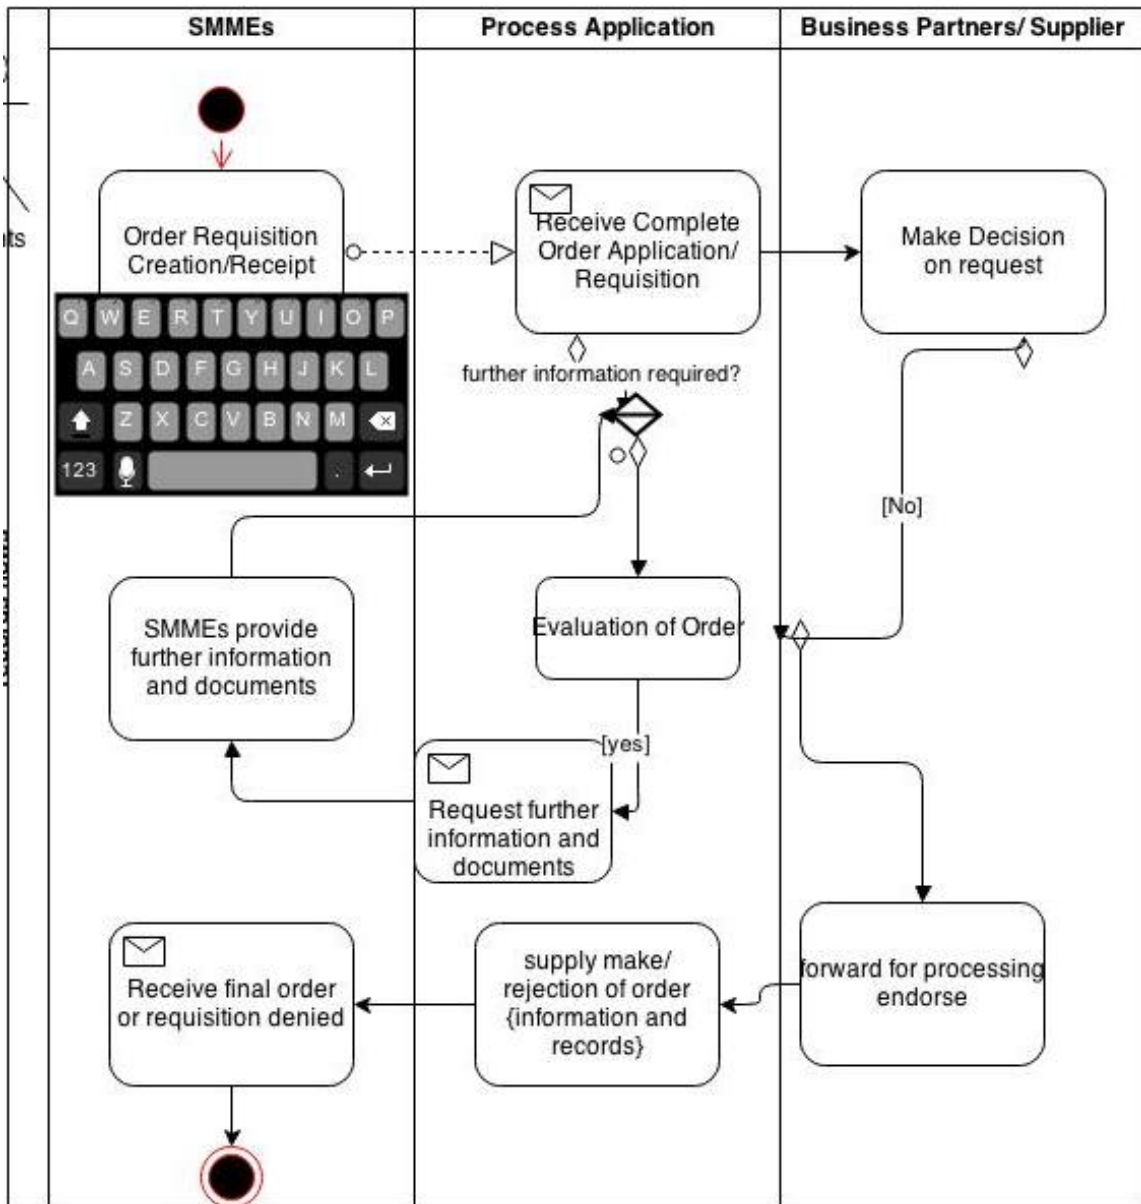 SMMEs
Process Application
Business Partners/ Supplier
Order Requisition
Creation/Receipt
Receive Complete
Order Application/
Requisition
Make Decision
on request
Q W E R T Y U I O P
A S D F G H J K L
Z X C V B N M
123 .
further information required?
[No]
SMMEs provide
further information
and documents
Evaluation of Order
[yes]
Request further
information and
documents
Receive final order
or requisition denied
supply make/
rejection of order
{information and
records}
forward for processing
endorse